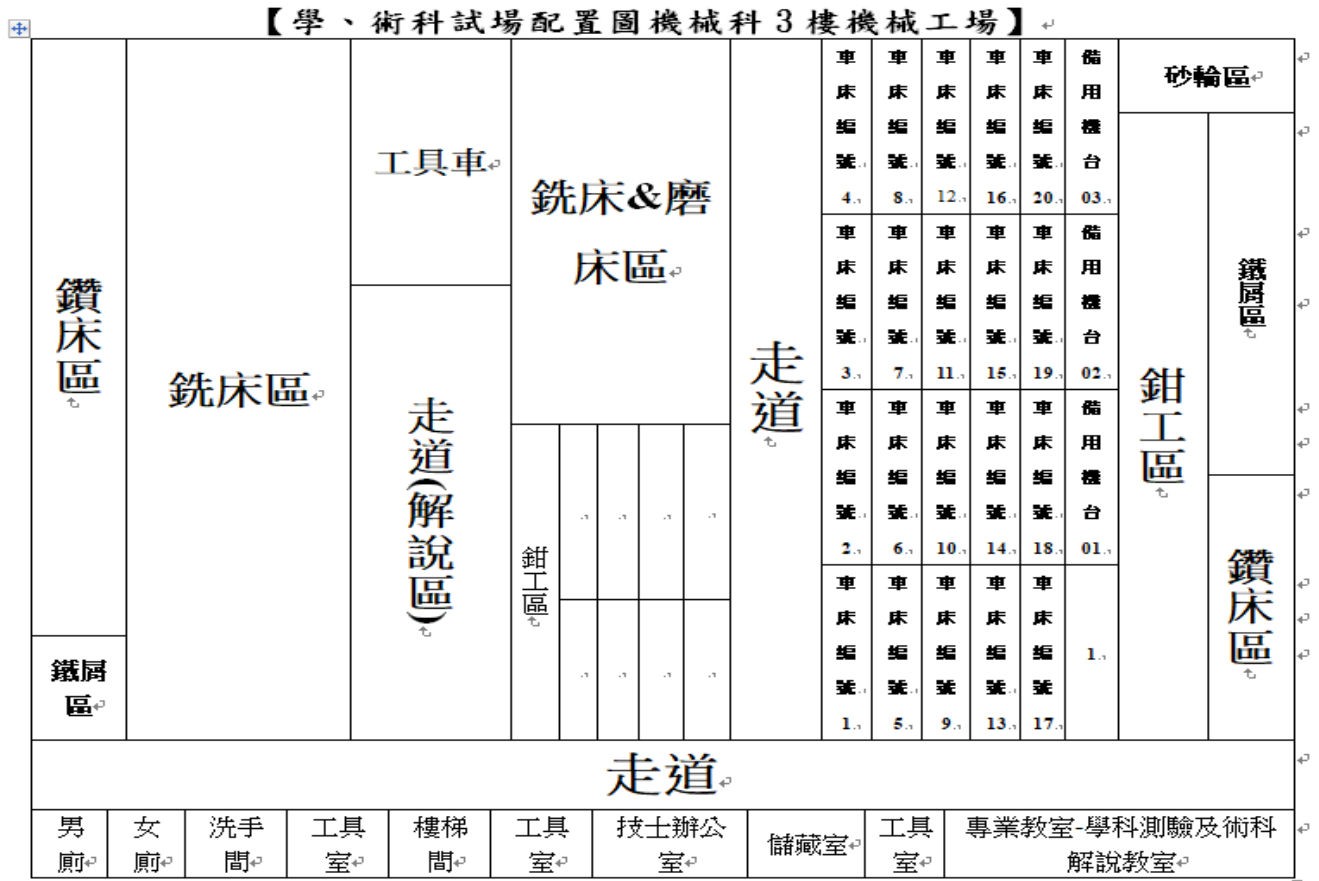 【學、術科試場配置圖機械科3樓機械工場】
鑽床區
鐵屑
區
銑床區
工具車
走道(解說區)
銑床&磨
床區
鉗工區
走道
車床編號4
車床編號8
車床編號12
車床編號16
車床編號20
備用機台03
車床編號3
車床編號7
車床編號11
車床編號15
車床編號19
備用機台02
車床編號2
車床編號6
車床編號10
車床編號14
車床編號18
備用機台01
車床編號1
車床編號5
車床編號9
車床編號13
車床編號17
1.
砂輪區
鉗工區
鐵屑區
鑽床區
走道
男
廁
女
廁
洗手
間
工具
室
樓梯
間
工具
室
技士辦公
室
儲藏室
工具
室
專業教室-學科測驗及術科
解說教室